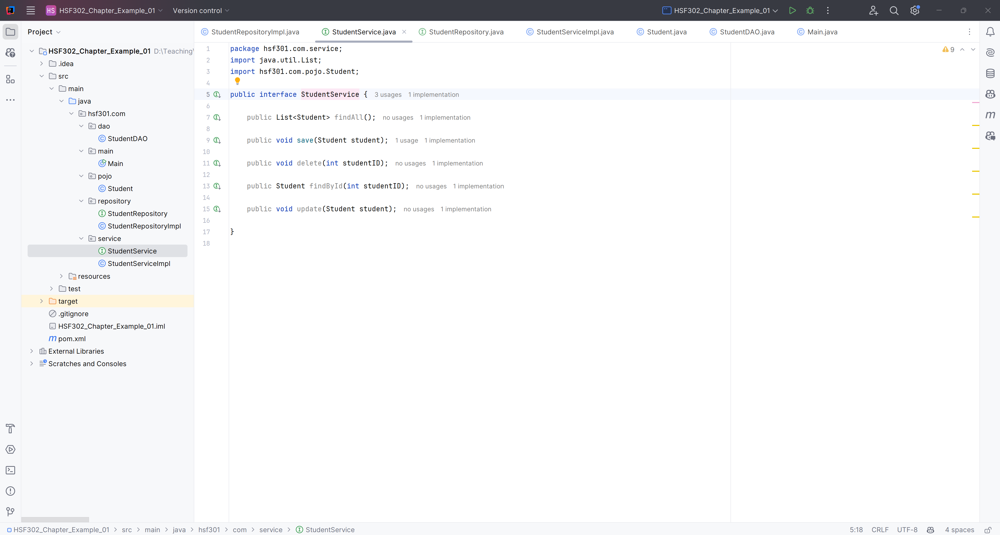 HS HSF302_Chapter_Example_01 Version control HSF302_Chapter_Example_01
Project
HSF302_Chapter_Example_01 D:\Teaching\
.idea
src
main
java
hsf301.com
dao
StudentDAO
main
Main
pojo
Student
repository
StudentRepository
StudentRepositoryImpl
service
StudentService
StudentServiceImpl
resources
test
target
.gitignore
HSF302_Chapter_Example_01.iml
pom.xml
External Libraries
Scratches and Consoles
StudentRepositoryImpl.java StudentService.java StudentRepository.java StudentServiceImpl.java Student.java StudentDAO.java Main.java
9
1 package hsf301.com.service;
2 import java.util.List;
3 import hsf301.com.pojo.Student;
4
5 public interface StudentService { 3 usages 1 implementation
6
7 public List<Student> findAll(); no usages 1 implementation
8
9 public void save(Student student); 1 usage 1 implementation
10
11 public void delete(int studentID); no usages 1 implementation
12
13 public Student findById(int studentID); no usages 1 implementation
14
15 public void update(Student student); no usages 1 implementation
16
17 }
18
HSF302_Chapter_Example_01 > src > main > java > hsf301 > com > service > StudentService 5:18 CRLF UTF-8 4 spaces